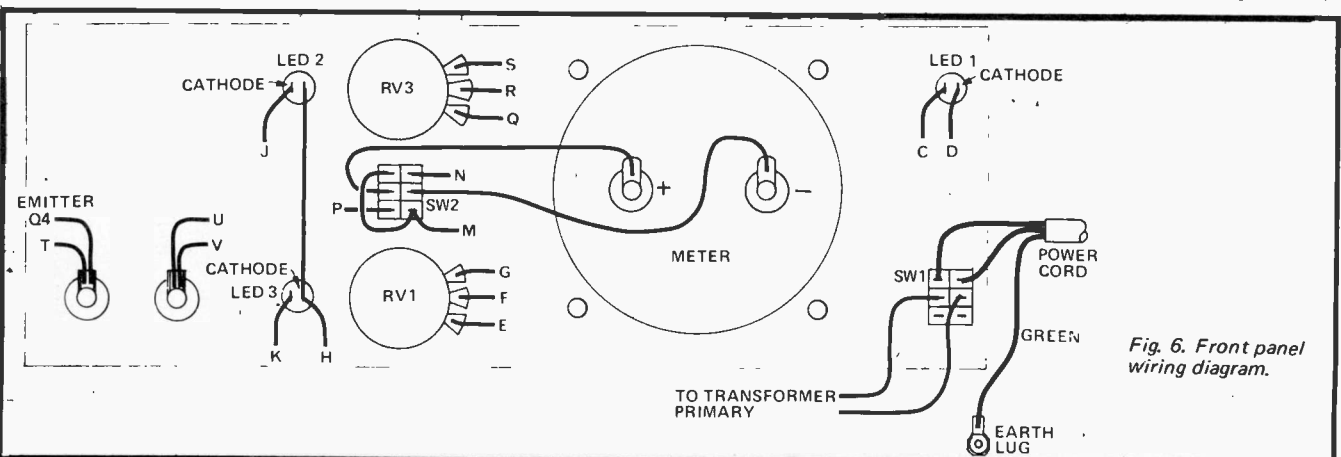 LED 2
CATHODE
J
RV3
S
R
Q
LED 1
CATHODE
C D
N
P
SW2
M
+
−
METER
EMITTER
Q4
T
U
V
CATHODE
LED 3
K H
RV1
G
F
E
SW1
POWER
CORD
GREEN
TO TRANSFORMER
PRIMARY
EARTH
LUG
Fig. 6. Front panel
wiring diagram.